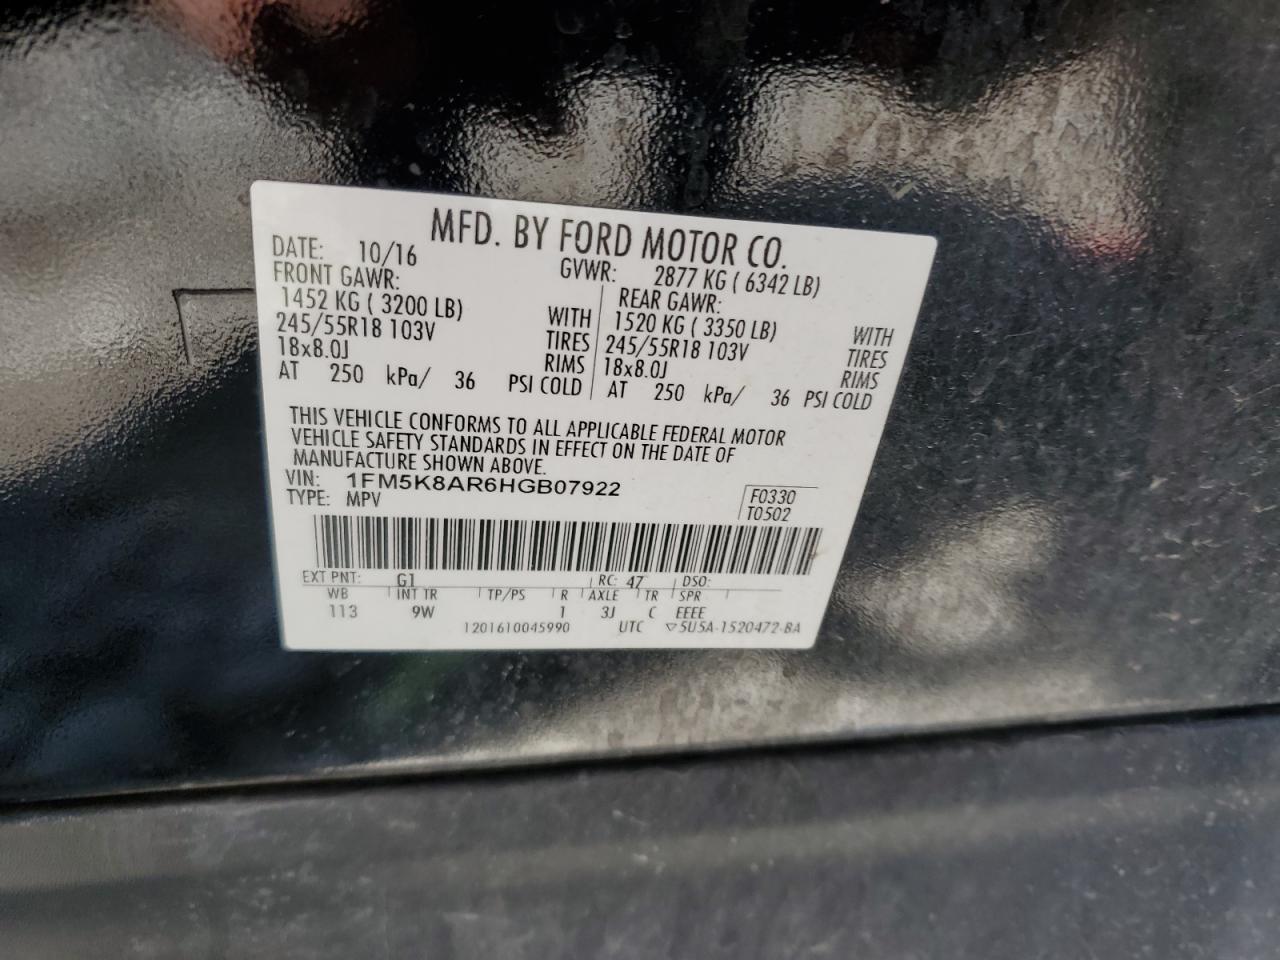 MFD. BY FORD MOTOR CO.
DATE: 10/16 GVWR: 2877 KG ( 6342 LB)
FRONT GAWR: REAR GAWR:
1452 KG ( 3200 LB) WITH 1520 KG ( 3350 LB) WITH
245/55R18 103V TIRES 245/55R18 103V TIRES
18x8.0J RIMS 18x8.0J RIMS
AT 250 kPa/ 36 PSI COLD AT 250 kPa/ 36 PSI COLD
THIS VEHICLE CONFORMS TO ALL APPLICABLE FEDERAL MOTOR
VEHICLE SAFETY STANDARDS IN EFFECT ON THE DATE OF
MANUFACTURE SHOWN ABOVE.
VIN: 1FM5K8AR6HGB07922 F0330
TYPE: MPV T0502
EXT PNT: G1 RC: 47 DSO:
WB INT TR TP/PS R AXLE TR SPR
113 9W 1 3J C EEEE
1201610045990 UTC ▽5U5A-1520472-BA